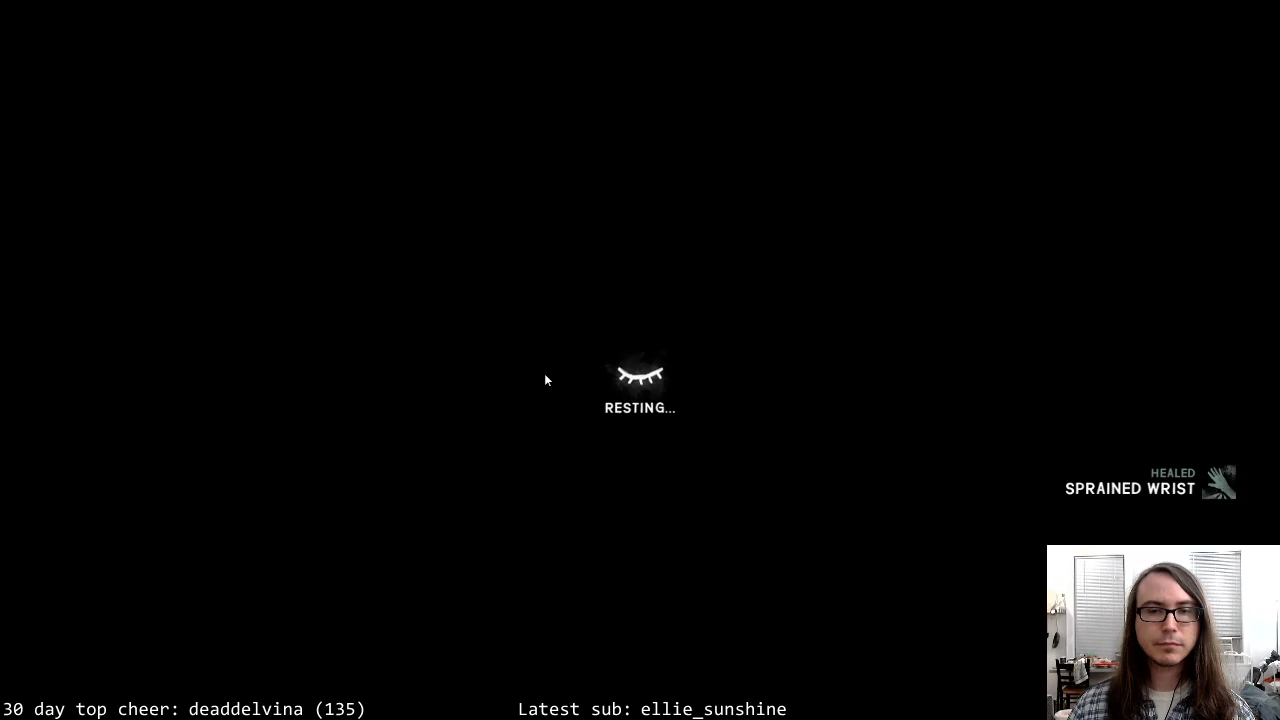 RESTING...
HEALED
SPRAINED WRIST
30 day top cheer: deaddelvina (135)
Latest sub: ellie_sunshine